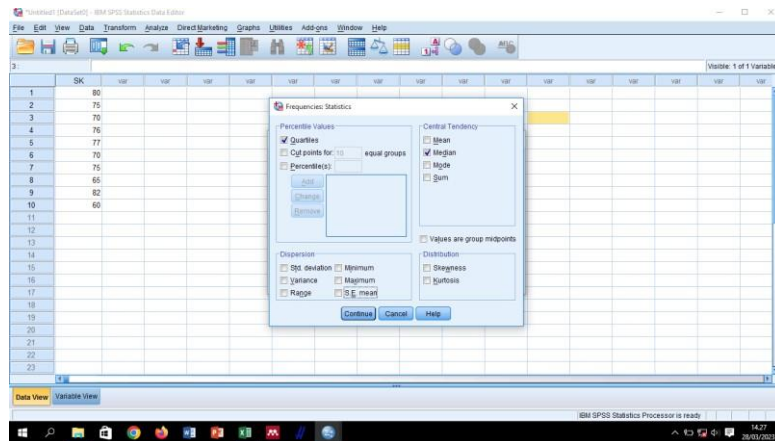 *Untitled1 [DataSet0] - IBM SPSS Statistics Data Editor
File Edit View Data Transform Analyze Direct Marketing Graphs Utilities Add-ons Window Help
3 :
Visible: 1 of 1 Variable
SK var var var var var var var var var var var var var var
1 80
2 75
3 70
4 76
5 77
6 70
7 75
8 65
9 82
10 60
11
12
13
14
15
16
17
18
19
20
21
22
23
Frequencies: Statistics
Percentile Values
Quartiles
Cut points for: 10 equal groups
Percentile(s):
Add
Change
Remove
Central Tendency
Mean
Median
Mode
Sum
Values are group midpoints
Dispersion
Std. deviation Minimum
Variance Maximum
Range S.E. mean
Distribution
Skewness
Kurtosis
Continue Cancel Help
Data View Variable View
IBM SPSS Statistics Processor is ready
14.27
28/03/2023